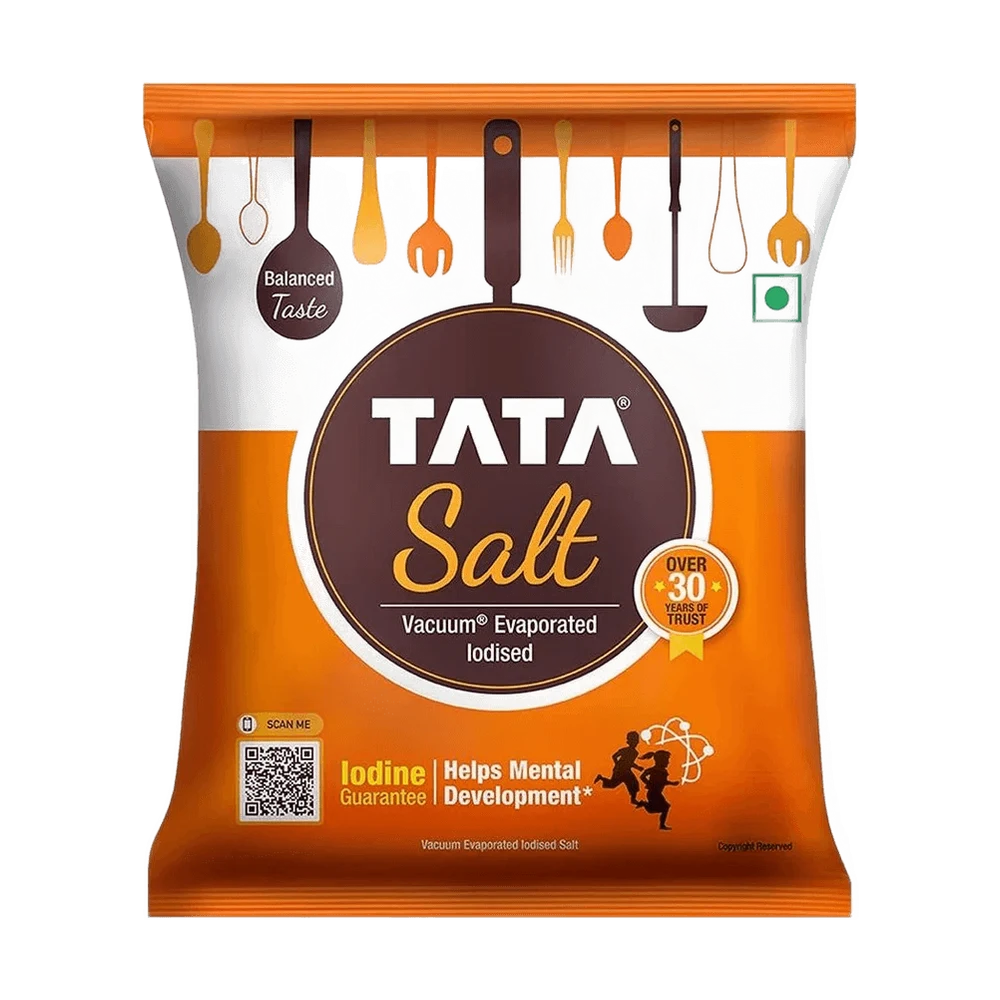 Balanced
Taste
TATA®
Salt
Vacuum® Evaporated
Iodised
OVER
30
YEARS OF
TRUST
SCAN ME
Iodine
Guarantee
Helps Mental
Development*
Vacuum Evaporated Iodised Salt
Copyright Reserved